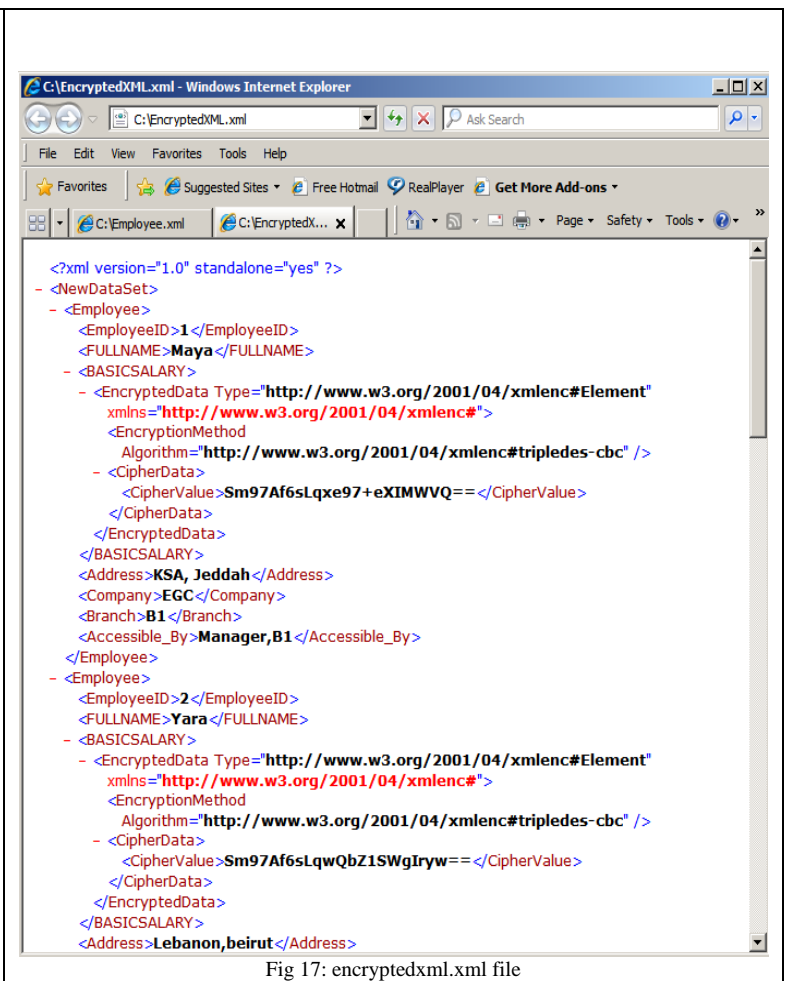 C:\EncryptedXML.xml - Windows Internet Explorer
C:\EncryptedXML.xml
Ask Search
File Edit View Favorites Tools Help
Favorites Suggested Sites Free Hotmail RealPlayer Get More Add-ons
C:\Employee.xml C:\EncryptedX... X Page Safety Tools »
<?xml version="1.0" standalone="yes" ?>
- <NewDataSet>
- <Employee>
<EmployeeID>1</EmployeeID>
<FULLNAME>Maya</FULLNAME>
- <BASICSALARY>
- <EncryptedData Type="http://www.w3.org/2001/04/xmlenc#Element"
xmlns="http://www.w3.org/2001/04/xmlenc#">
<EncryptionMethod
Algorithm="http://www.w3.org/2001/04/xmlenc#tripledes-cbc" />
- <CipherData>
<CipherValue>Sm97Af6sLqxe97+eXIMWVQ==</CipherValue>
</CipherData>
</EncryptedData>
</BASICSALARY>
<Address>KSA, Jeddah</Address>
<Company>EGC</Company>
<Branch>B1</Branch>
<Accessible_By>Manager,B1</Accessible_By>
</Employee>
- <Employee>
<EmployeeID>2</EmployeeID>
<FULLNAME>Yara</FULLNAME>
- <BASICSALARY>
- <EncryptedData Type="http://www.w3.org/2001/04/xmlenc#Element"
xmlns="http://www.w3.org/2001/04/xmlenc#">
<EncryptionMethod
Algorithm="http://www.w3.org/2001/04/xmlenc#tripledes-cbc" />
- <CipherData>
<CipherValue>Sm97Af6sLqwQbZ1SWgIryw==</CipherValue>
</CipherData>
</EncryptedData>
</BASICSALARY>
<Address>Lebanon,beirut</Address>
Fig 17: encryptedxml.xml file